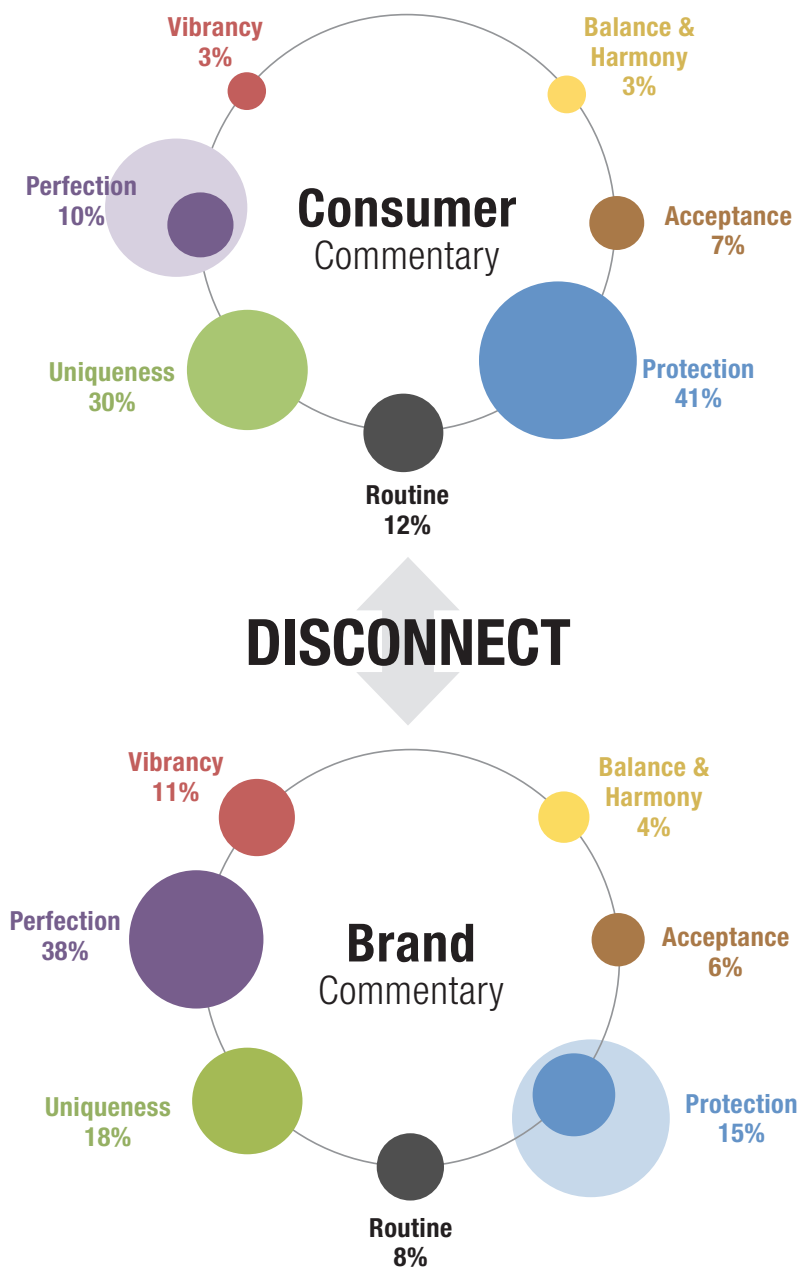 Vibrancy
3%
Balance &
Harmony
3%
Perfection
10%
Consumer
Commentary
Acceptance
7%
Uniqueness
30%
Protection
41%
Routine
12%
DISCONNECT
Vibrancy
11%
Balance &
Harmony
4%
Perfection
38%
Brand
Commentary
Acceptance
6%
Uniqueness
18%
Protection
15%
Routine
8%